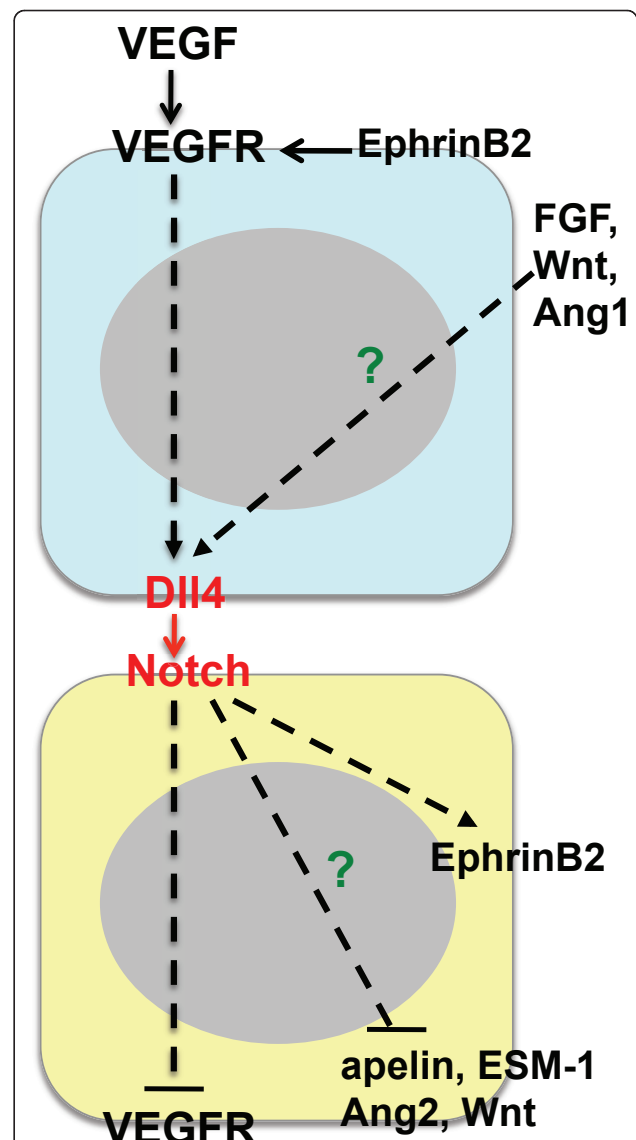 VEGF
VEGFR
EphrinB2
FGF,
Wnt,
Ang1
?
Dll4
Notch
EphrinB2
?
apelin, ESM-1
Ang2, Wnt
VEGFR